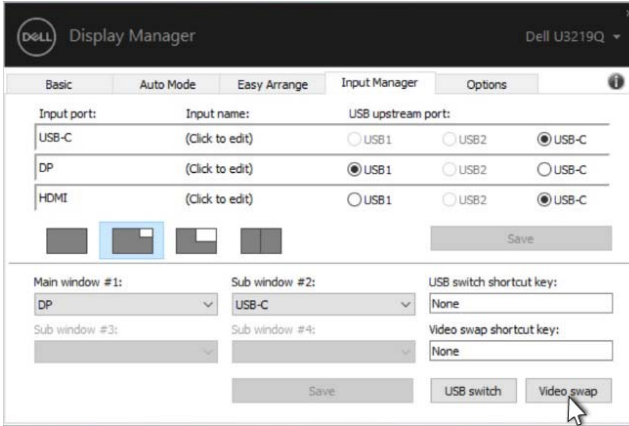 DELL Display Manager Dell U3219Q
Basic Auto Mode Easy Arrange Input Manager Options
Input port: Input name: USB upstream port:
USB-C (Click to edit) USB1 USB2 USB-C
DP (Click to edit) USB1 USB2 USB-C
HDMI (Click to edit) USB1 USB2 USB-C
Save
Main window #1: Sub window #2: USB switch shortcut key:
DP USB-C None
Sub window #3: Sub window #4: Video swap shortcut key:
None
Save USB switch Video swap